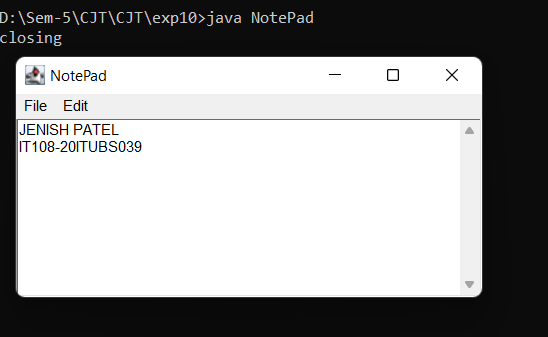 D:\Sem-5\CJT\CJT\exp10>java NotePad
closing
NotePad
File Edit
JENISH PATEL
IT108-20ITUBS039